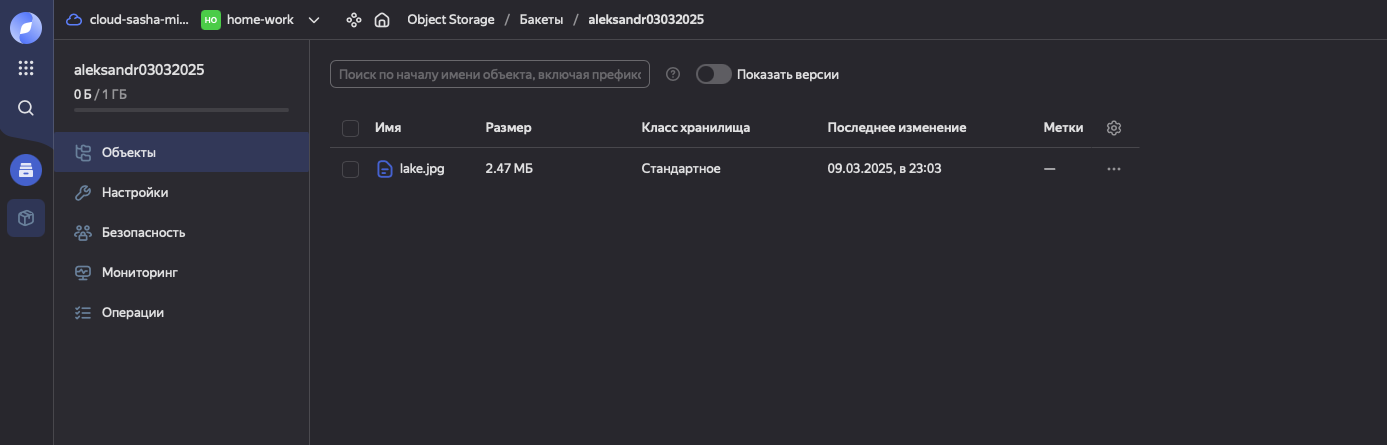 cloud-sasha-mi... HO home-work Object Storage / Бакеты / aleksandr03032025
aleksandr03032025
0 Б / 1 ГБ
Объекты
Настройки
Безопасность
Мониторинг
Операции
Поиск по началу имени объекта, включая префикс Показать версии
Имя Размер Класс хранилища Последнее изменение Метки
lake.jpg 2.47 МБ Стандартное 09.03.2025, в 23:03 —